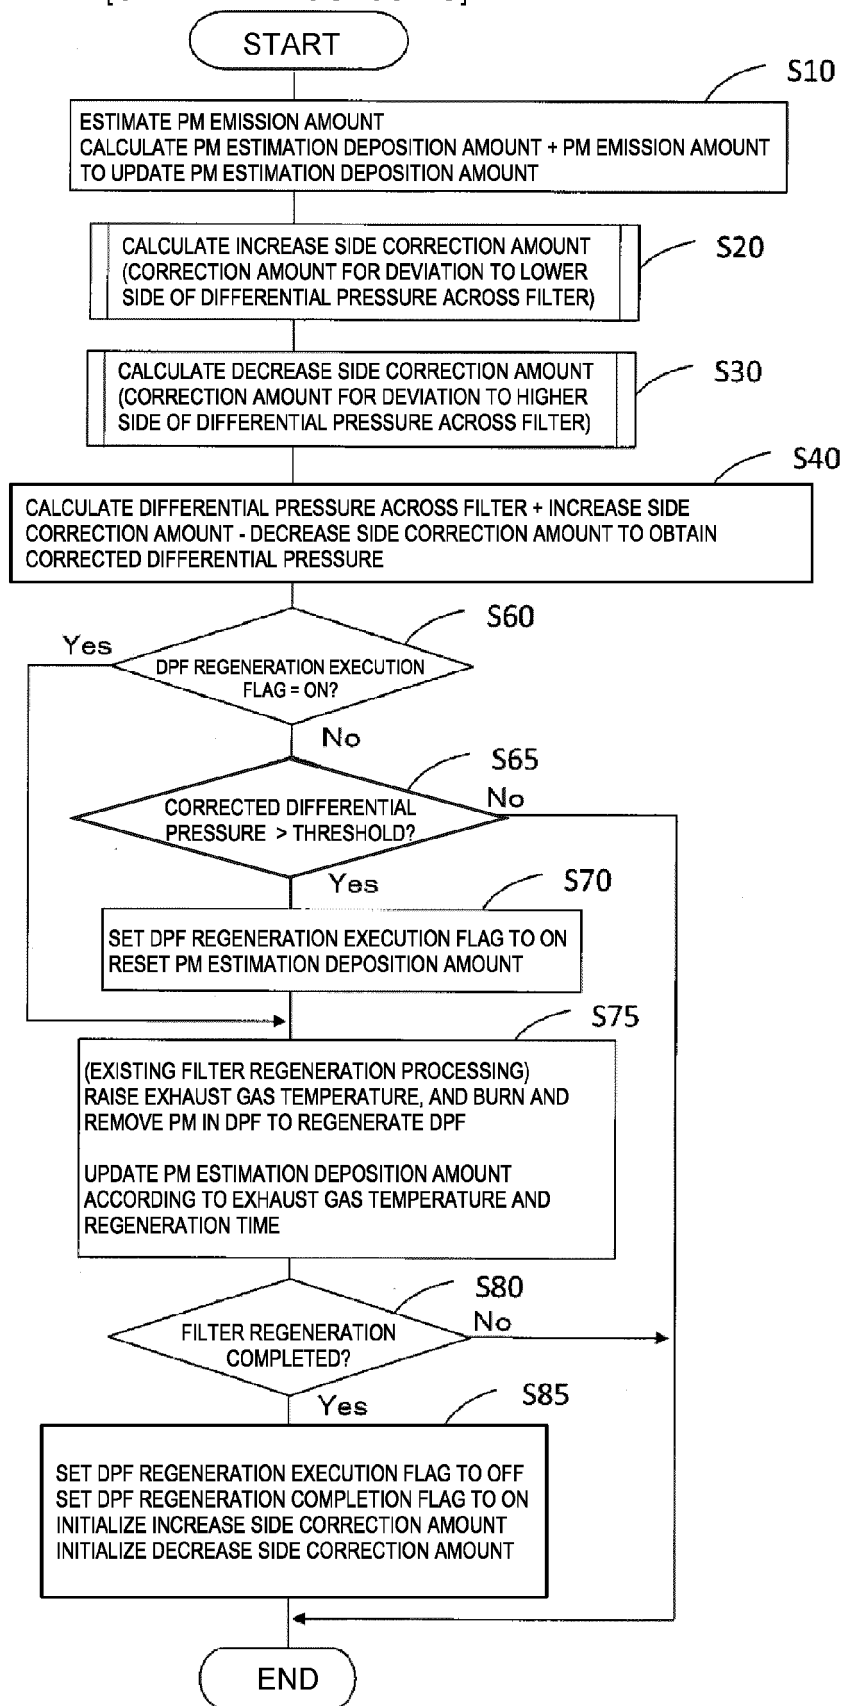 START
S10
ESTIMATE PM EMISSION AMOUNT
CALCULATE PM ESTIMATION DEPOSITION AMOUNT + PM EMISSION AMOUNT
TO UPDATE PM ESTIMATION DEPOSITION AMOUNT
S20
CALCULATE INCREASE SIDE CORRECTION AMOUNT
(CORRECTION AMOUNT FOR DEVIATION TO LOWER
SIDE OF DIFFERENTIAL PRESSURE ACROSS FILTER)
S30
CALCULATE DECREASE SIDE CORRECTION AMOUNT
(CORRECTION AMOUNT FOR DEVIATION TO HIGHER
SIDE OF DIFFERENTIAL PRESSURE ACROSS FILTER)
S40
CALCULATE DIFFERENTIAL PRESSURE ACROSS FILTER + INCREASE SIDE
CORRECTION AMOUNT - DECREASE SIDE CORRECTION AMOUNT TO OBTAIN
CORRECTED DIFFERENTIAL PRESSURE
S60
Yes
DPF REGENERATION EXECUTION
FLAG = ON?
No
S65
No
CORRECTED DIFFERENTIAL
PRESSURE > THRESHOLD?
Yes
S70
SET DPF REGENERATION EXECUTION FLAG TO ON
RESET PM ESTIMATION DEPOSITION AMOUNT
S75
(EXISTING FILTER REGENERATION PROCESSING)
RAISE EXHAUST GAS TEMPERATURE, AND BURN AND
REMOVE PM IN DPF TO REGENERATE DPF
UPDATE PM ESTIMATION DEPOSITION AMOUNT
ACCORDING TO EXHAUST GAS TEMPERATURE AND
REGENERATION TIME
S80
No
FILTER REGENERATION
COMPLETED?
Yes
S85
SET DPF REGENERATION EXECUTION FLAG TO OFF
SET DPF REGENERATION COMPLETION FLAG TO ON
INITIALIZE INCREASE SIDE CORRECTION AMOUNT
INITIALIZE DECREASE SIDE CORRECTION AMOUNT
END